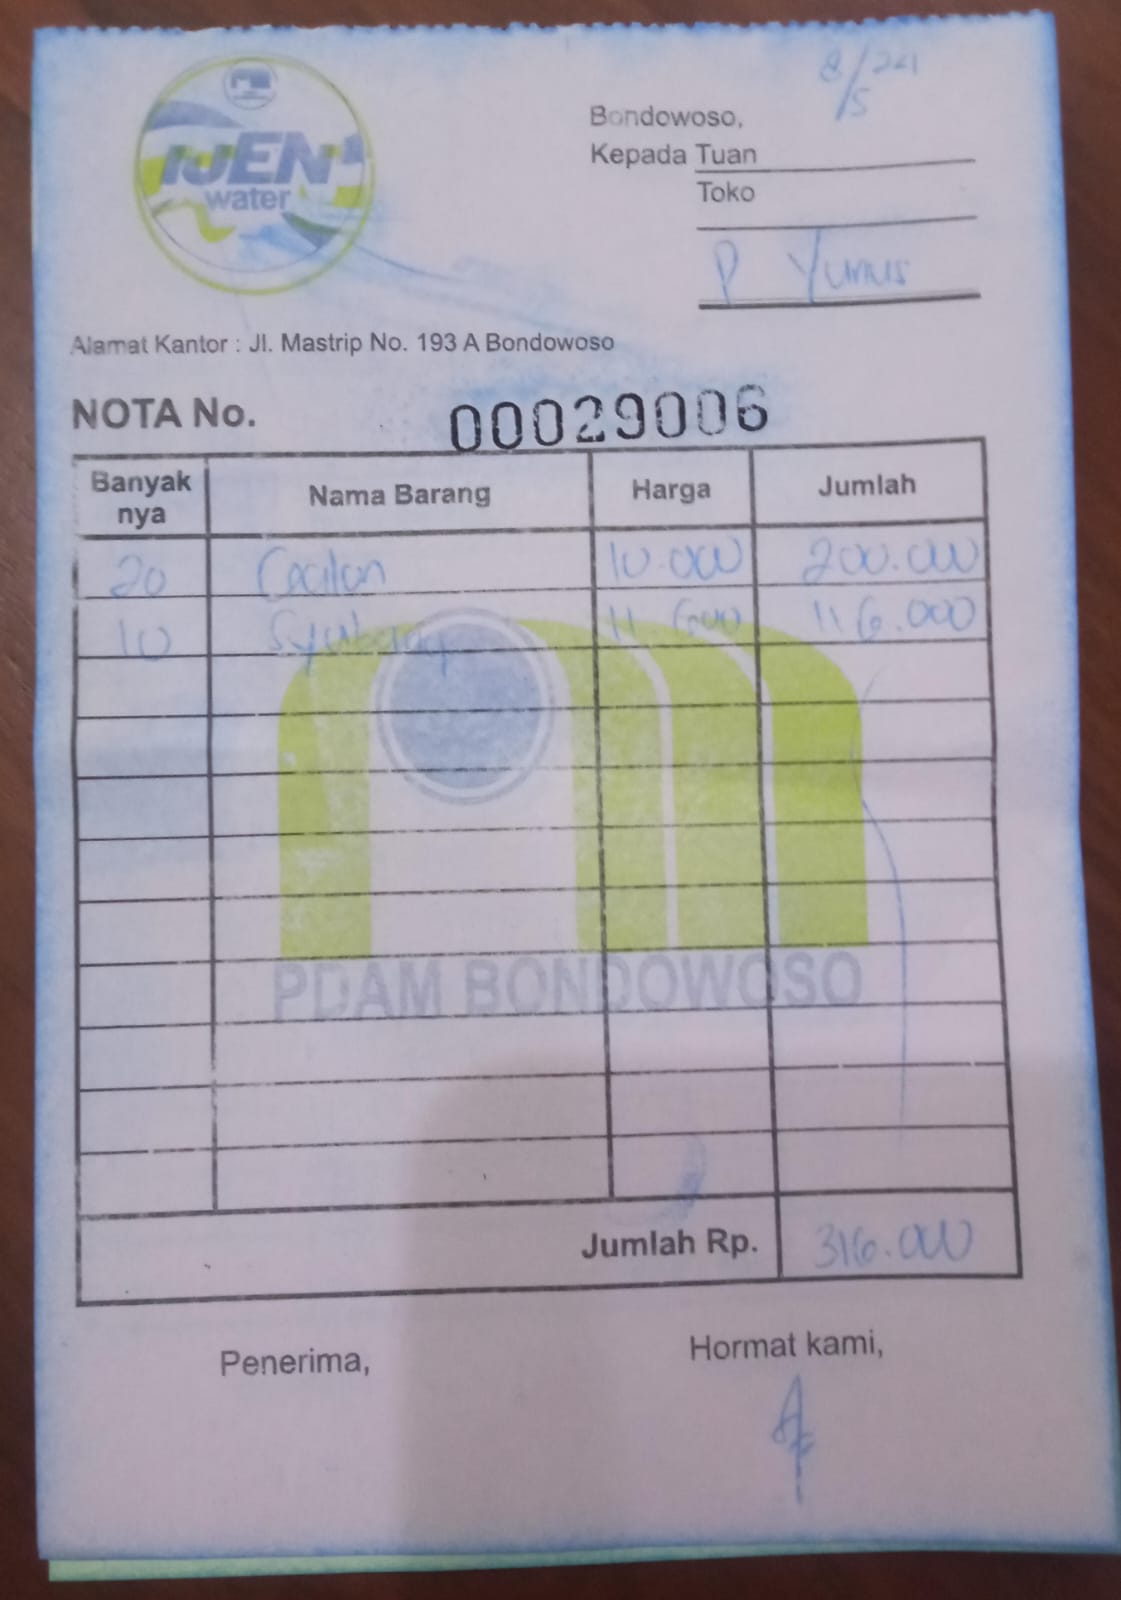 8/5 24
IJEN
water
Bondowoso,
Kepada Tuan
Toko
P Yunus
Alamat Kantor : Jl. Mastrip No. 193 A Bondowoso
NOTA No. 00029006
Banyak nya Nama Barang Harga Jumlah
20 10.000 200.000
10 11.600 116.000
PDAM BONDOWOSO
Jumlah Rp. 316.000
Penerima, Hormat kami,